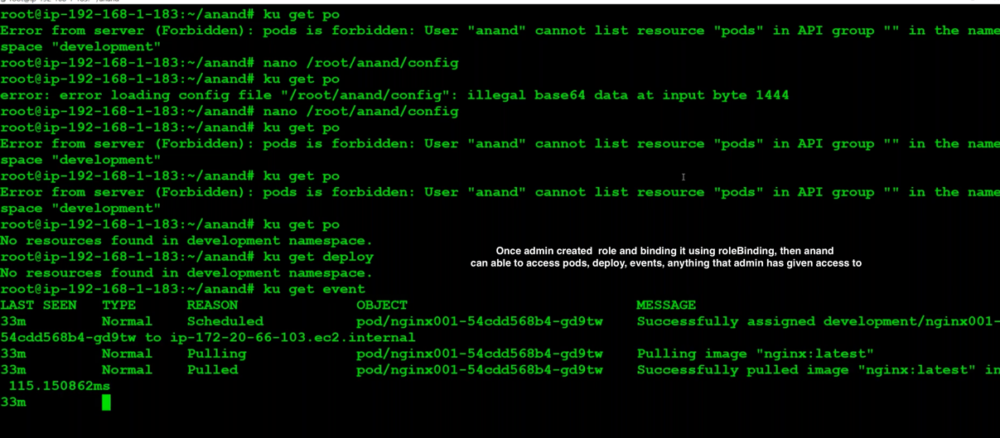 root@ip-192-168-1-183:~/anand# ku get po
Error from server (Forbidden): pods is forbidden: User "anand" cannot list resource "pods" in API group "" in the name
space "development"
root@ip-192-168-1-183:~/anand# nano /root/anand/config
root@ip-192-168-1-183:~/anand# ku get po
error: error loading config file "/root/anand/config": illegal base64 data at input byte 1444
root@ip-192-168-1-183:~/anand# nano /root/anand/config
root@ip-192-168-1-183:~/anand# ku get po
Error from server (Forbidden): pods is forbidden: User "anand" cannot list resource "pods" in API group "" in the name
space "development"
root@ip-192-168-1-183:~/anand# ku get po
Error from server (Forbidden): pods is forbidden: User "anand" cannot list resource "pods" in API group "" in the name
space "development"
root@ip-192-168-1-183:~/anand# ku get po
No resources found in development namespace.
root@ip-192-168-1-183:~/anand# ku get deploy
No resources found in development namespace.
Once admin created role and binding it using roleBinding, then anand
can able to access pods, deploy, events, anything that admin has given access to
root@ip-192-168-1-183:~/anand# ku get event
LAST SEEN TYPE REASON OBJECT MESSAGE
33m Normal Scheduled pod/nginx001-54cdd568b4-gd9tw Successfully assigned development/nginx001-
54cdd568b4-gd9tw to ip-172-20-66-103.ec2.internal
33m Normal Pulling pod/nginx001-54cdd568b4-gd9tw Pulling image "nginx:latest"
33m Normal Pulled pod/nginx001-54cdd568b4-gd9tw Successfully pulled image "nginx:latest" in
115.150862ms
33m